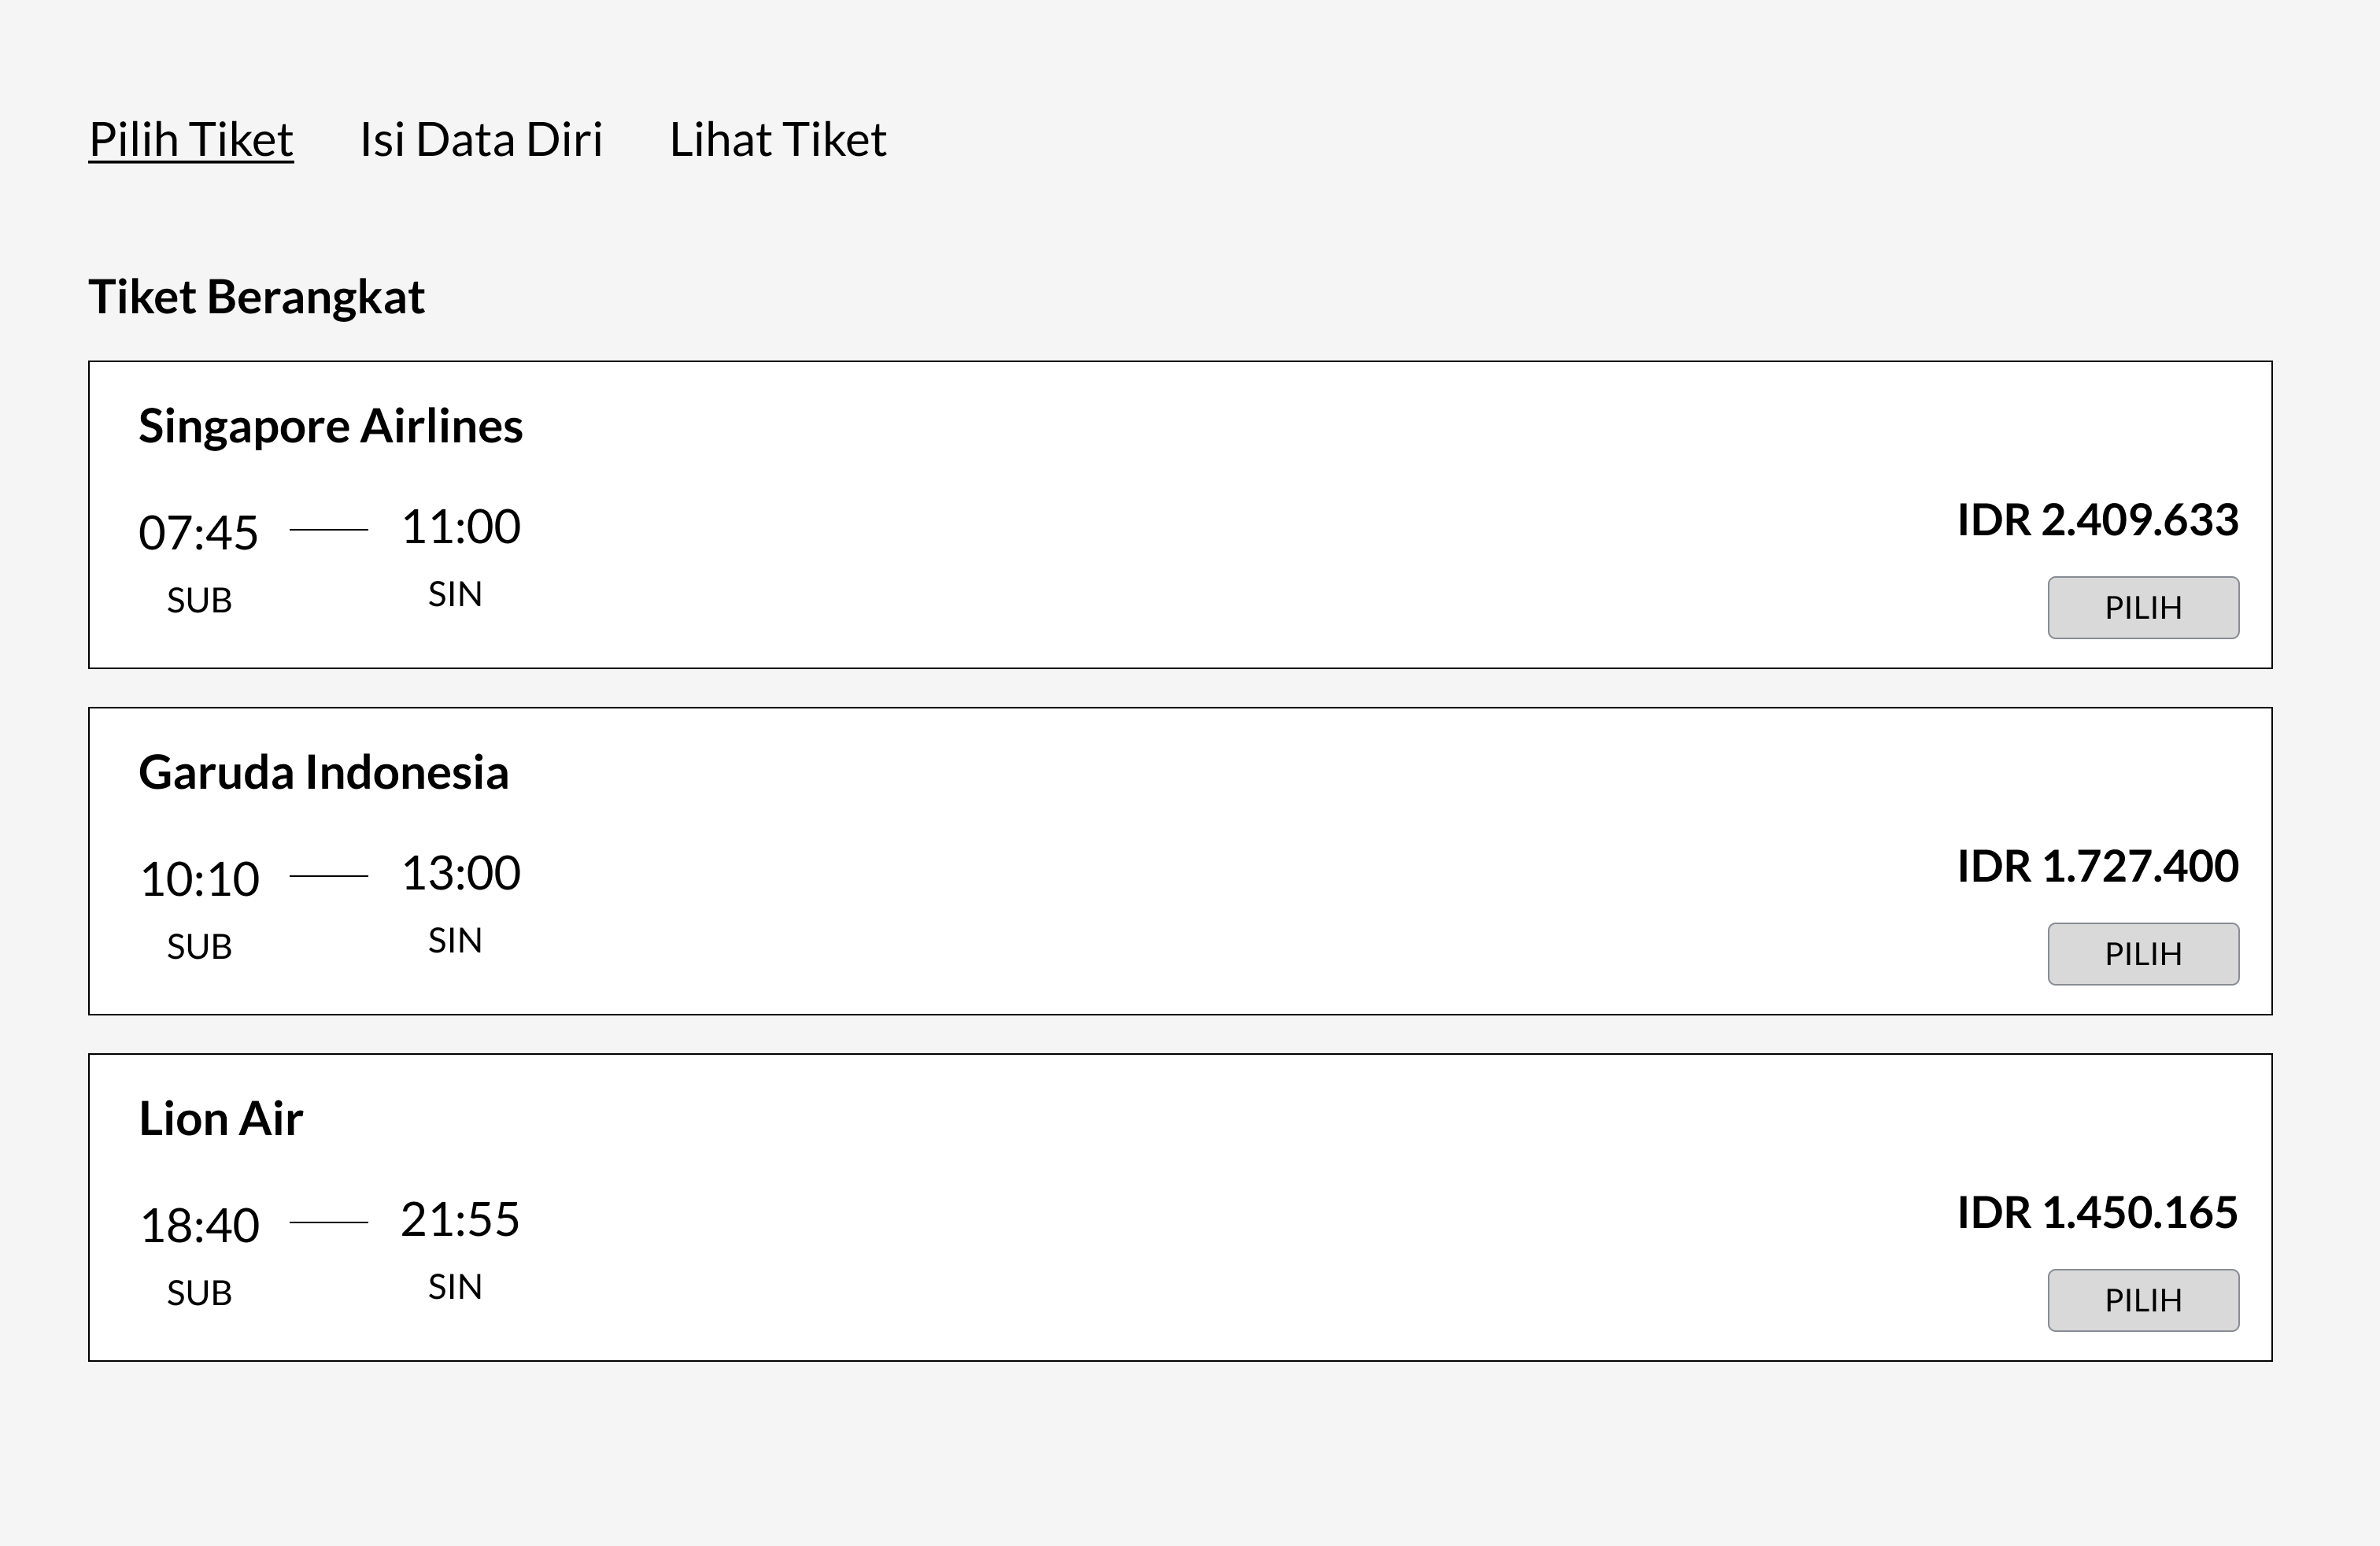 Pilih Tiket Isi Data Diri Lihat Tiket
Tiket Berangkat
Singapore Airlines
07:45 11:00
SUB SIN
IDR 2.409.633
PILIH
Garuda Indonesia
10:10 13:00
SUB SIN
IDR 1.727.400
PILIH
Lion Air
18:40 21:55
SUB SIN
IDR 1.450.165
PILIH